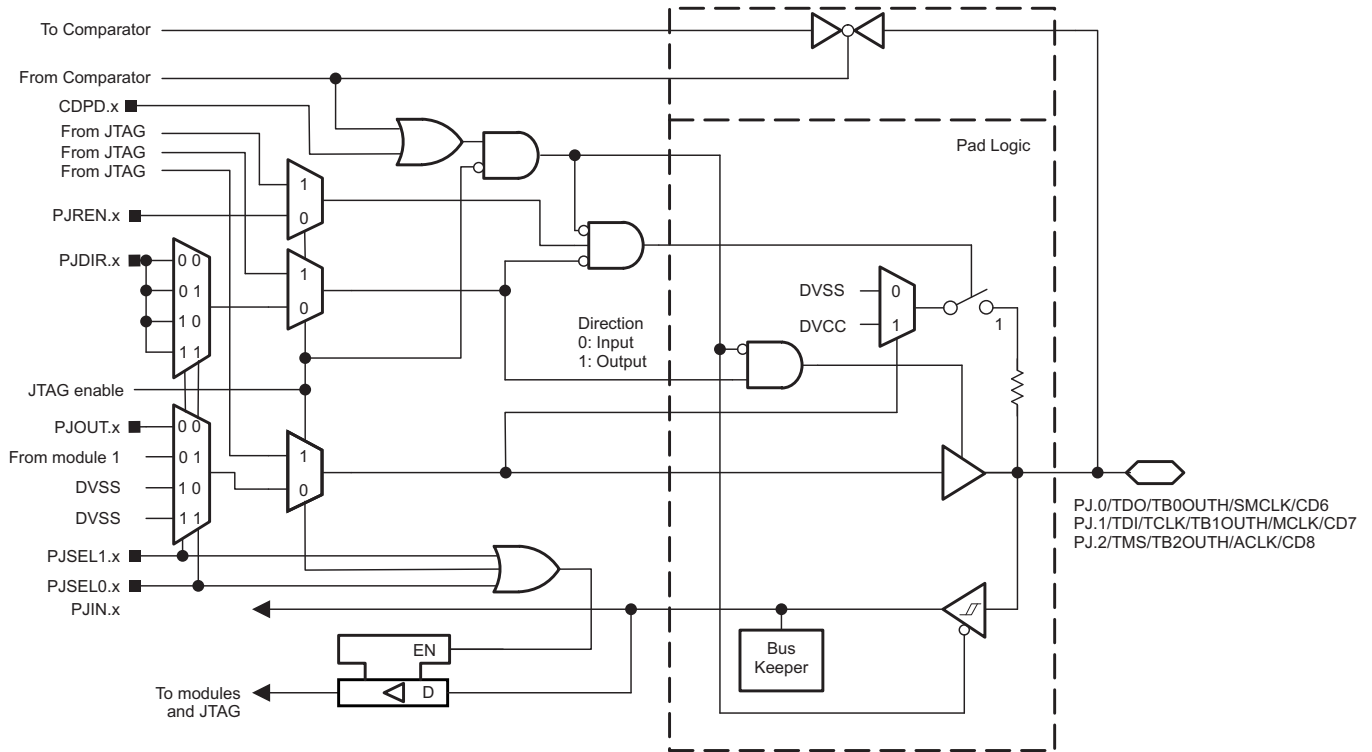 To Comparator
From Comparator
CDPD.x
From JTAG
From JTAG
From JTAG
Pad Logic
1
0
PJREN.x
PJDIR.x
0 0
0 1
1 0
1 1
1
0
DVSS
DVCC
0
1
1
Direction
0: Input
1: Output
JTAG enable
PJOUT.x
From module 1
DVSS
DVSS
0 0
0 1
1 0
1 1
1
0
PJ.0/TDO/TB0OUTH/SMCLK/CD6
PJ.1/TDI/TCLK/TB1OUTH/MCLK/CD7
PJ.2/TMS/TB2OUTH/ACLK/CD8
PJSEL1.x
PJSEL0.x
PJIN.x
Bus
Keeper
EN
D
To modules
and JTAG